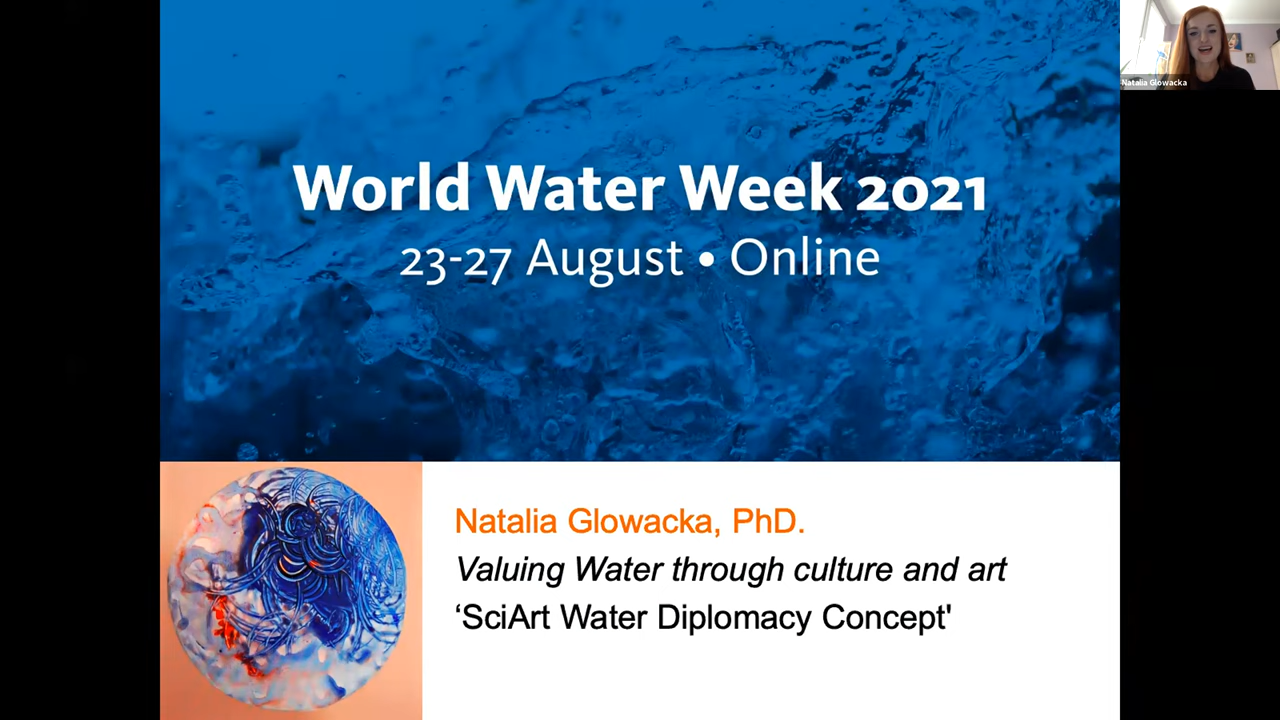 World Water Week 2021
23-27 August • Online
Natalia Glowacka
Natalia Glowacka, PhD.
Valuing Water through culture and art
‘SciArt Water Diplomacy Concept'